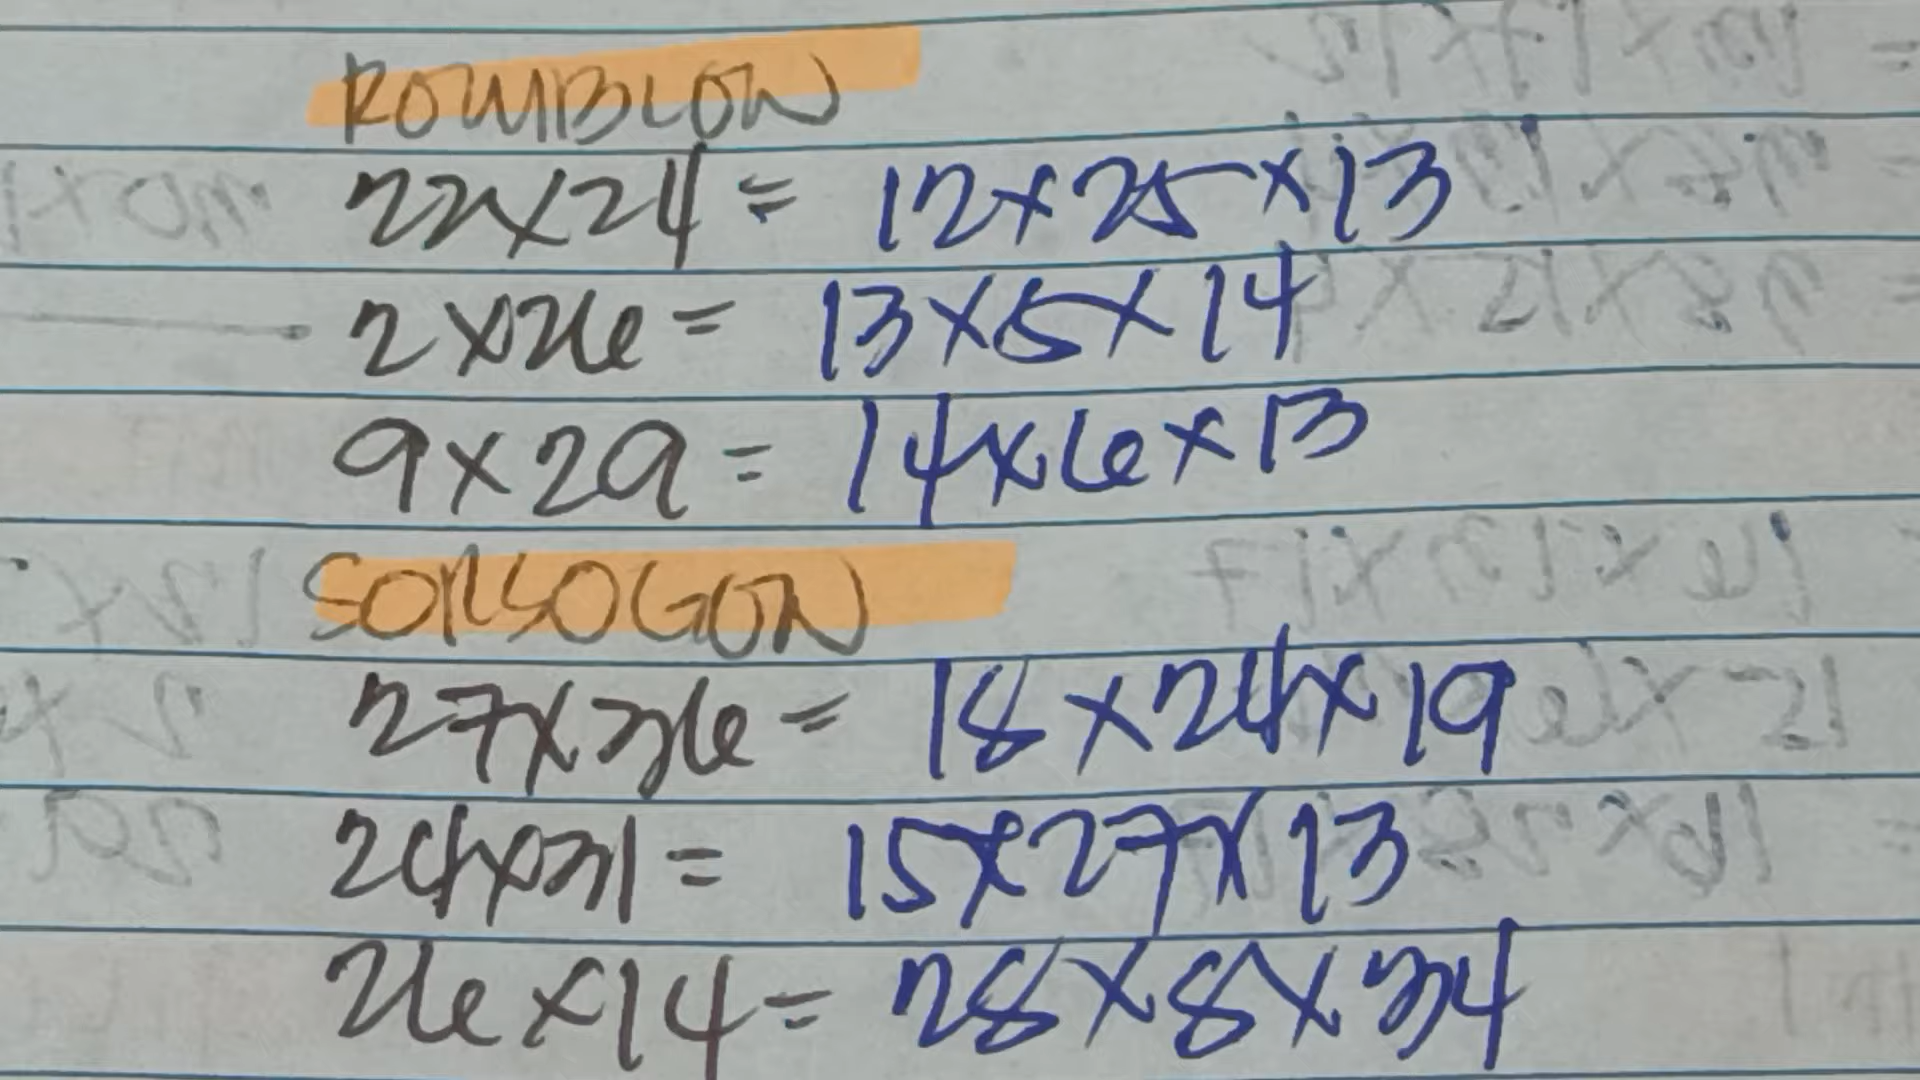 ROMBLON
22x24 = 12x25x13
2x26 = 13x5x14
9x29 = 14x6x13
SORSOGON
27x36 = 18x24x19
24x31 = 15x27x13
26x14 = 28x8x34